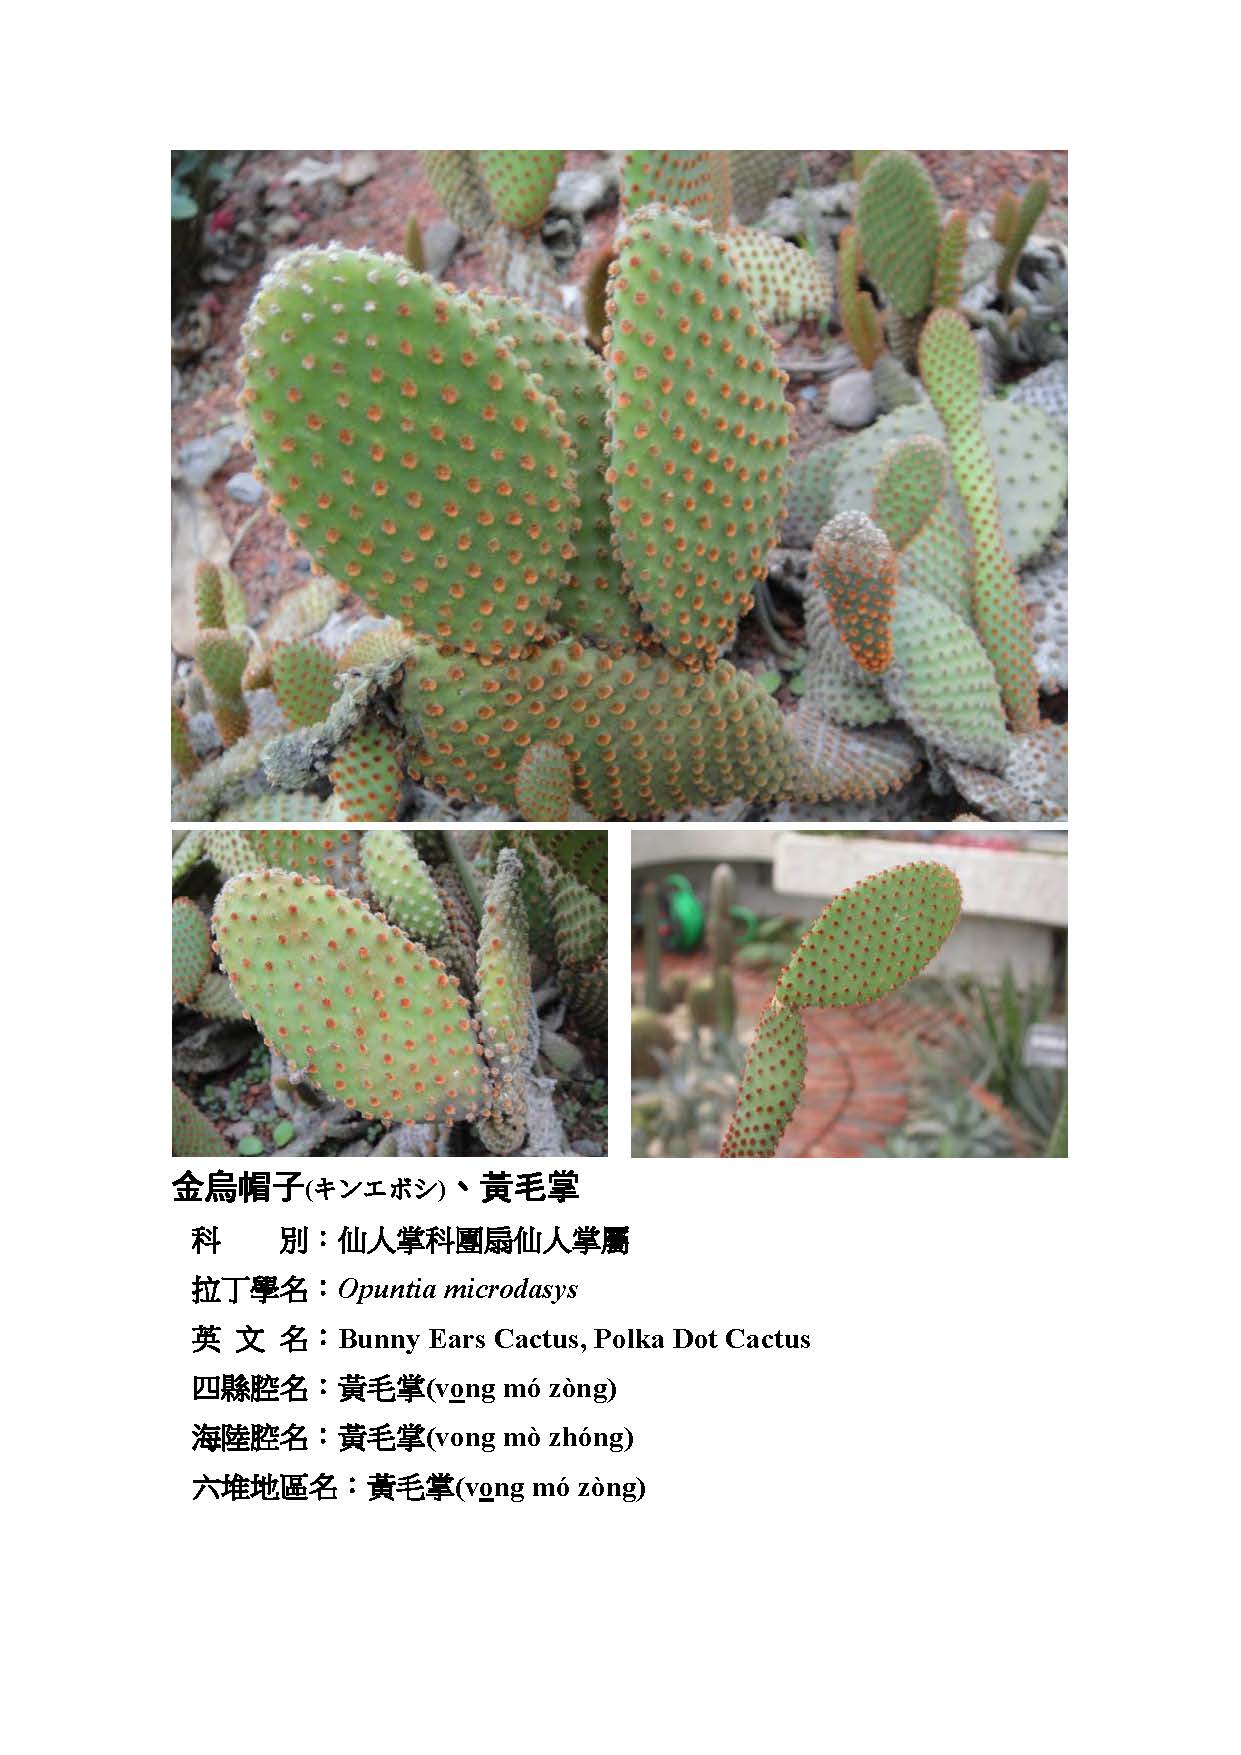 金烏帽子(キンエボシ)、黃毛掌
科　　別：仙人掌科團扇仙人掌屬
拉丁學名：Opuntia microdasys
英 文 名：Bunny Ears Cactus, Polka Dot Cactus
四縣腔名：黃毛掌(vong mó zòng)
海陸腔名：黃毛掌(vong mò zhóng)
六堆地區名：黃毛掌(vong mó zòng)